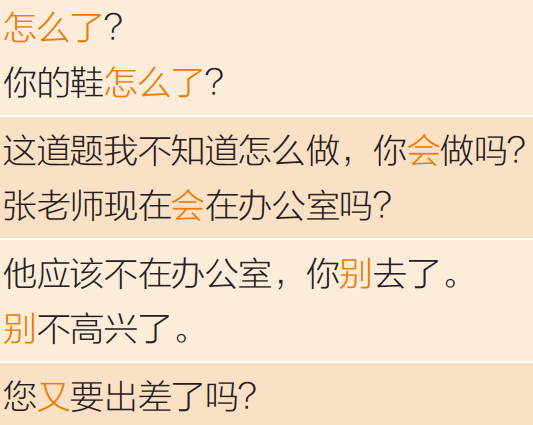 怎么了？
你的鞋怎么了？
这道题我不知道怎么做，你会做吗？
张老师现在会在办公室吗？
他应该不在办公室，你别去了。
别不高兴了。
您又要出差了吗？